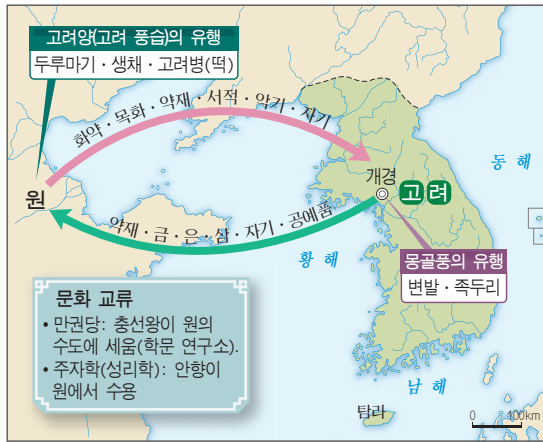 고려양(고려 풍습)의 유행
두루마기·생채·고려병(떡)
화약·목화·약재·서적·악기·자기
원
동해
개경
고려
약재·금·은·삼·자기·공예품
황해
몽골풍의 유행
변발·족두리
문화 교류
• 만권당: 충선왕이 원의
수도에 세움(학문 연구소).
• 주자학(성리학): 안향이
원에서 수용
남해
탐라
0 100km